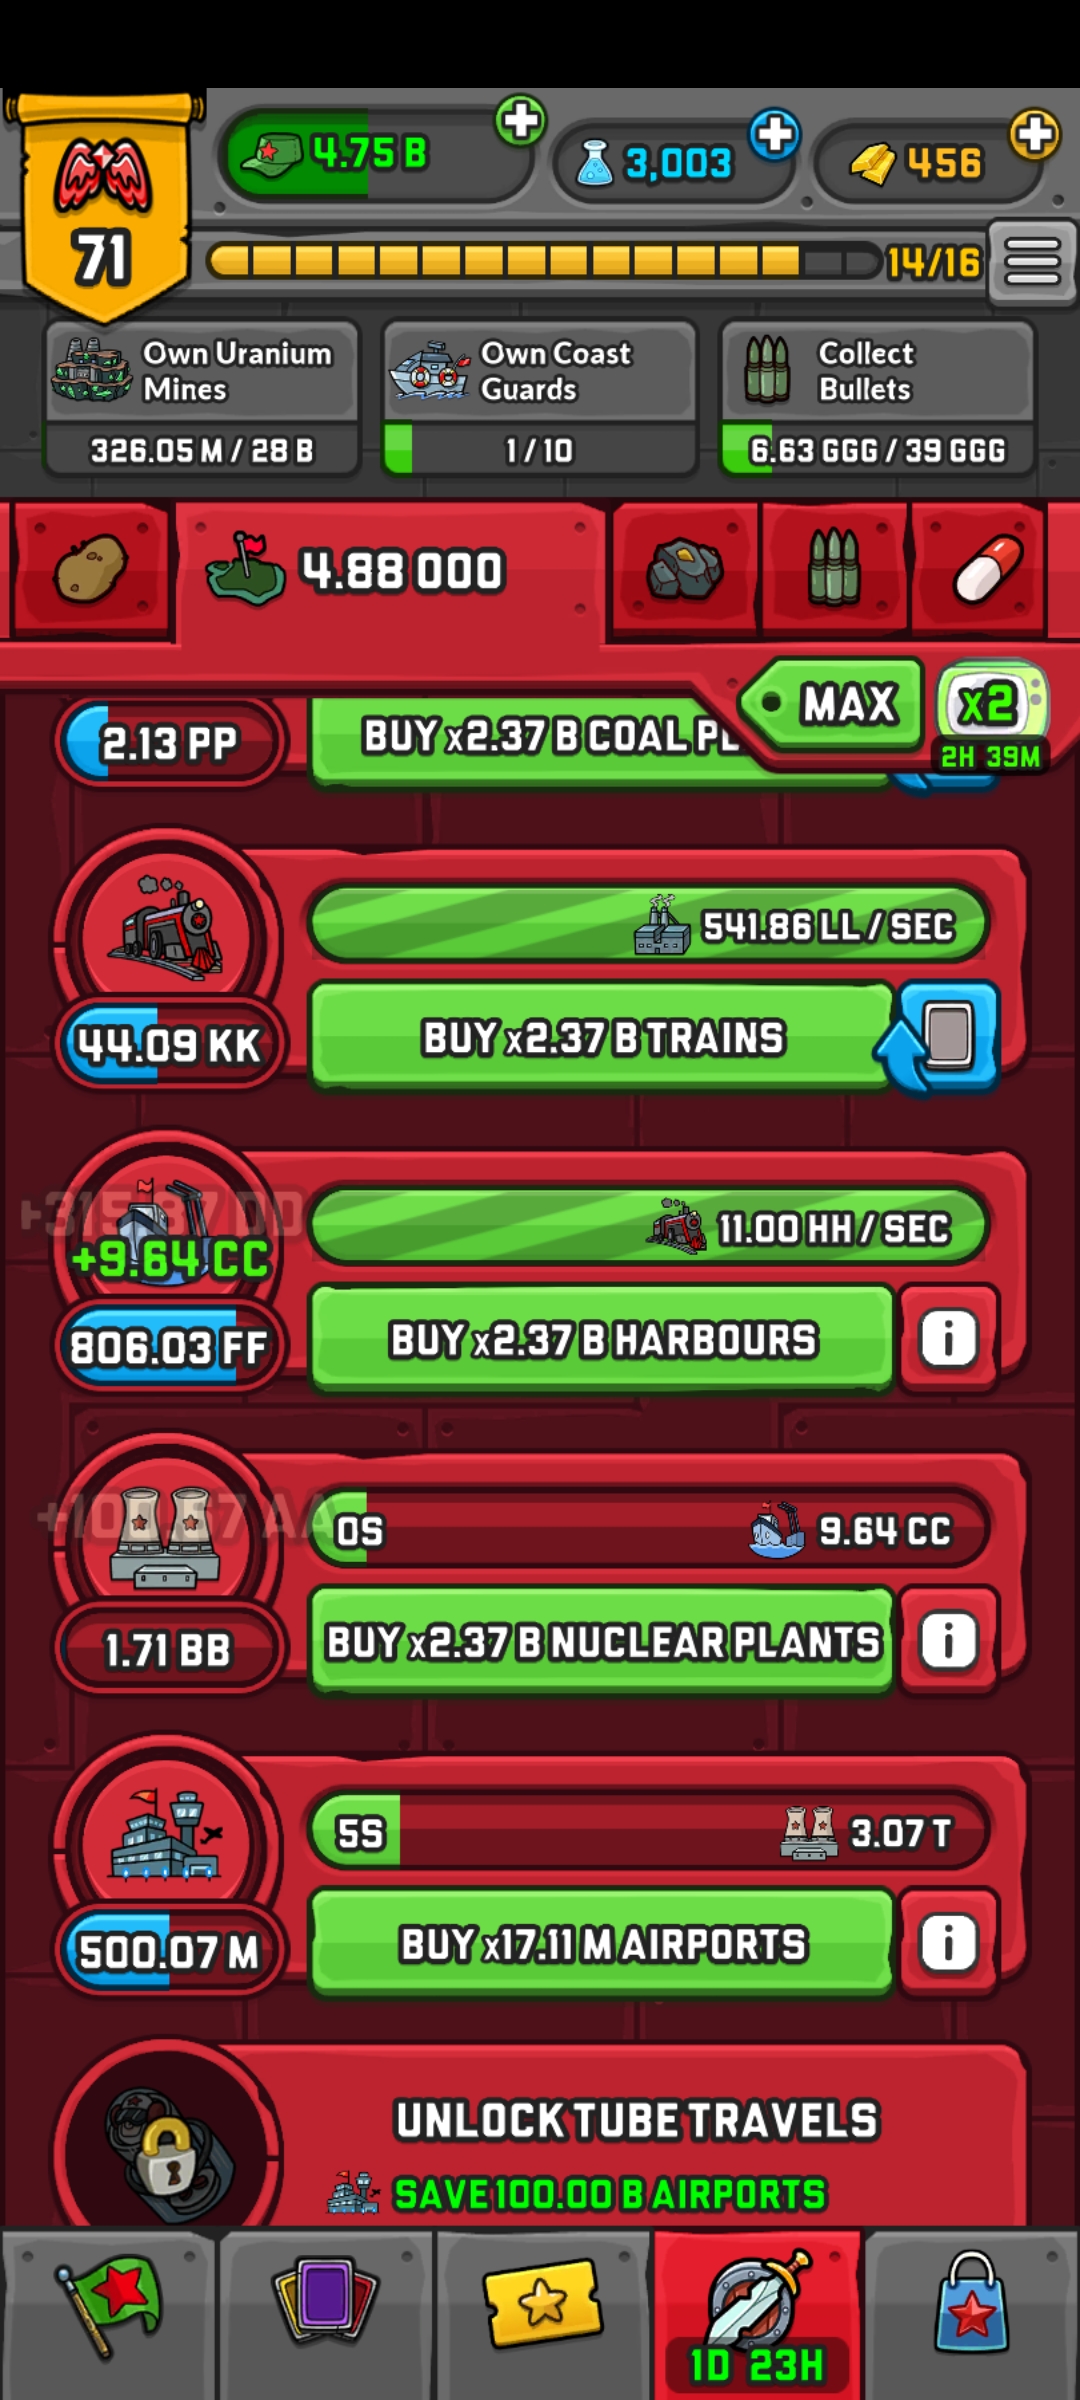 4.75 B
3,003
456
71
14/16
Own Uranium
Mines
326.05 M / 28 B
Own Coast
Guards
1 / 10
Collect
Bullets
6.63 GGG / 39 GGG
4.88 000
MAX
x2
2H 39M
2.13 PP
BUY x2.37 B COAL
541.86 LL / SEC
44.09 KK
BUY x2.37 B TRAINS
+315.87 DD
+9.64 CC
11.00 HH / SEC
806.03 FF
BUY x2.37 B HARBOURS
i
0S
9.64 CC
1.71 BB
BUY x2.37 B NUCLEAR PLANTS
i
5S
3.07 T
500.07 M
BUY x17.11 M AIRPORTS
i
UNLOCK TUBE TRAVELS
SAVE 100.00 B AIRPORTS
1D 23H